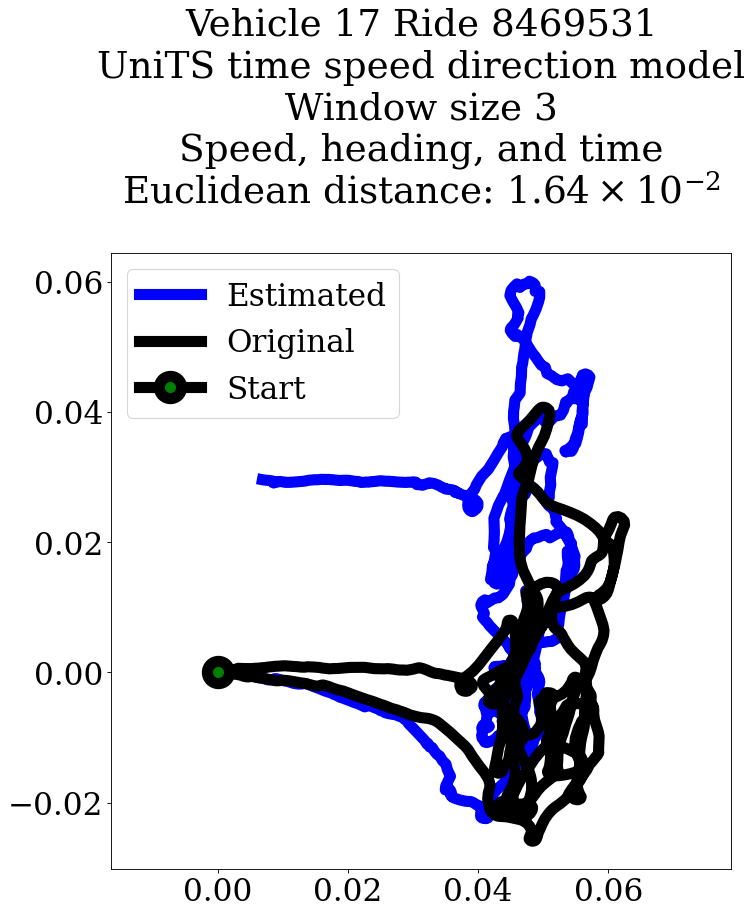 Vehicle 17 Ride 8469531
UniTS time speed direction model
Window size 3
Speed, heading, and time
Euclidean distance: 1.64 × 10⁻²
Estimated
Original
Start
0.06
0.04
0.02
0.00
−0.02
0.00 0.02 0.04 0.06